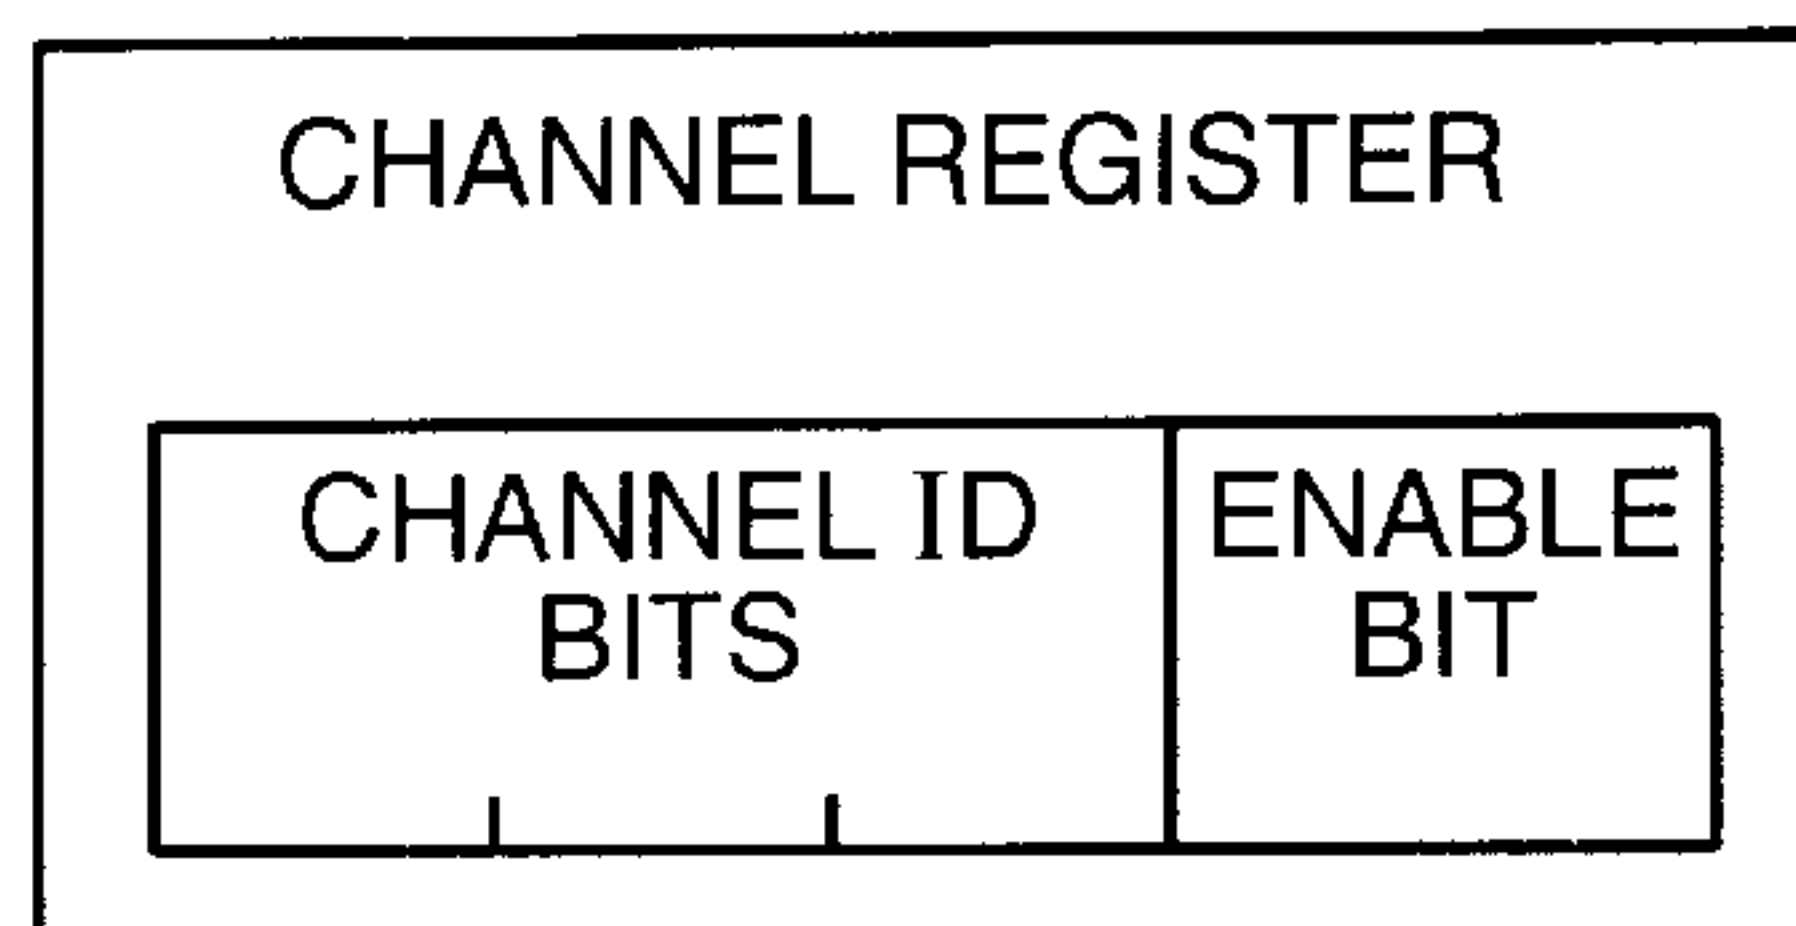 CHANNEL REGISTER
CHANNEL ID
BITS
ENABLE
BIT